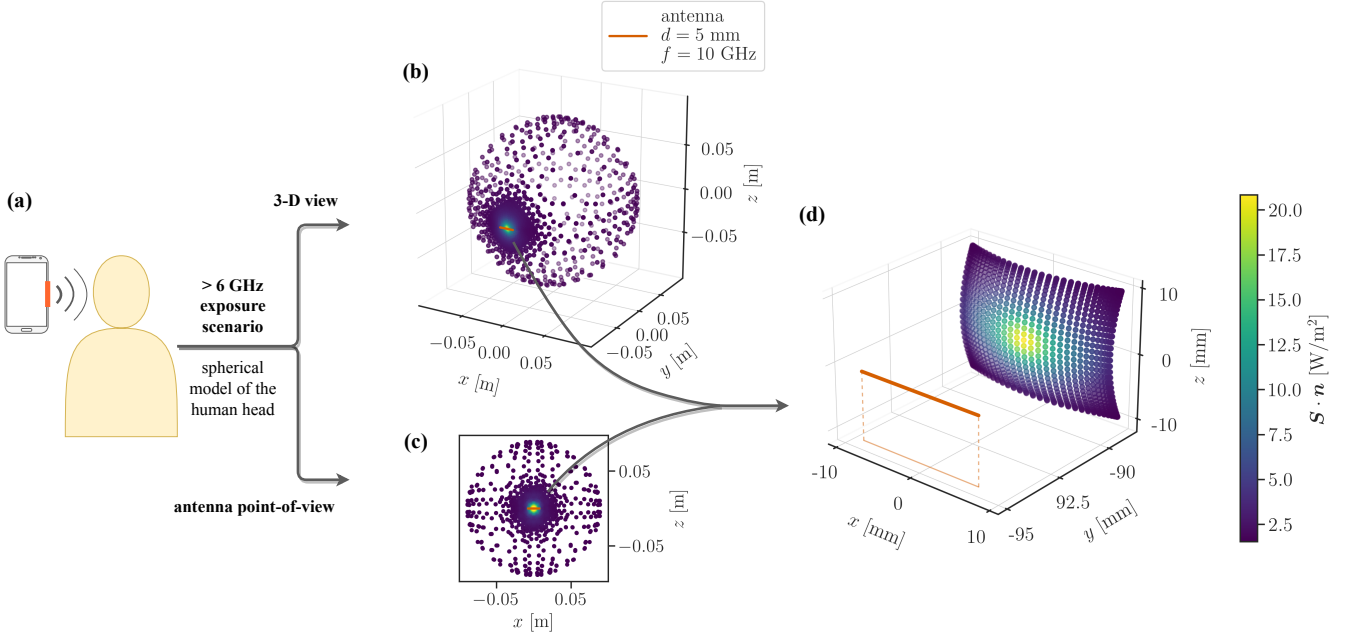 antenna
d = 5 mm
f = 10 GHz
(b)
0.05
0.00
−0.05
z [m]
−0.05
0.00
0.05
x [m]
−0.05
0.00
0.05
y [m]
(a)
3-D view
> 6 GHz
exposure
scenario
spherical
model of the
human head
antenna point-of-view
(c)
0.05
−0.05
z [m]
−0.05
0.05
x [m]
(d)
10
0
-10
z [mm]
-10
0
10
x [mm]
-95
92.5
-90
y [mm]
20.0
17.5
15.0
12.5
10.0
7.5
5.0
2.5
S · n [W/m²]